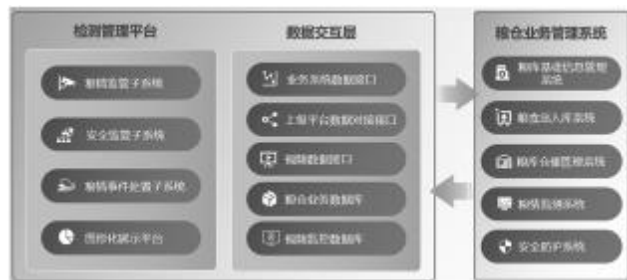 检测管理平台
粮情监管子系统
安全监管子系统
粮情事件处置子系统
图形化展示平台
数据交互层
业务系统数据接口
上级平台数据对接接口
视频数据接口
粮仓业务数据库
视频监控数据库
粮仓业务管理系统
粮库基础信息管理
系统
粮食出入库系统
粮库仓储管理系统
粮情监测系统
安全防护系统